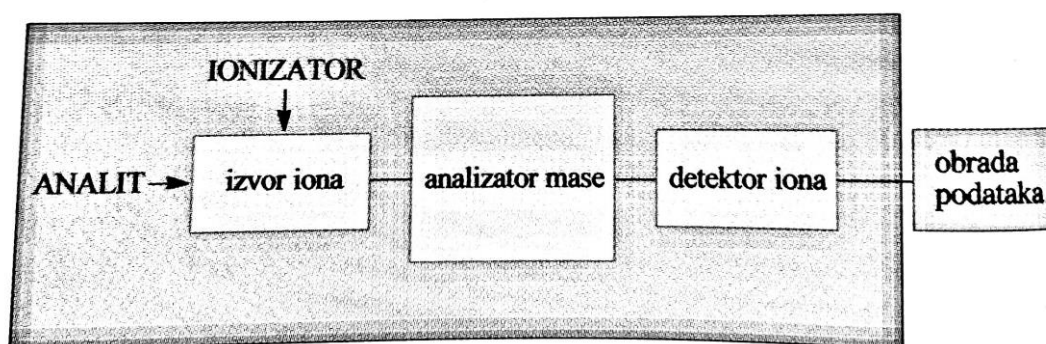 IONIZATOR
ANALIT
izvor iona
analizator mase
detektor iona
obrada
podataka